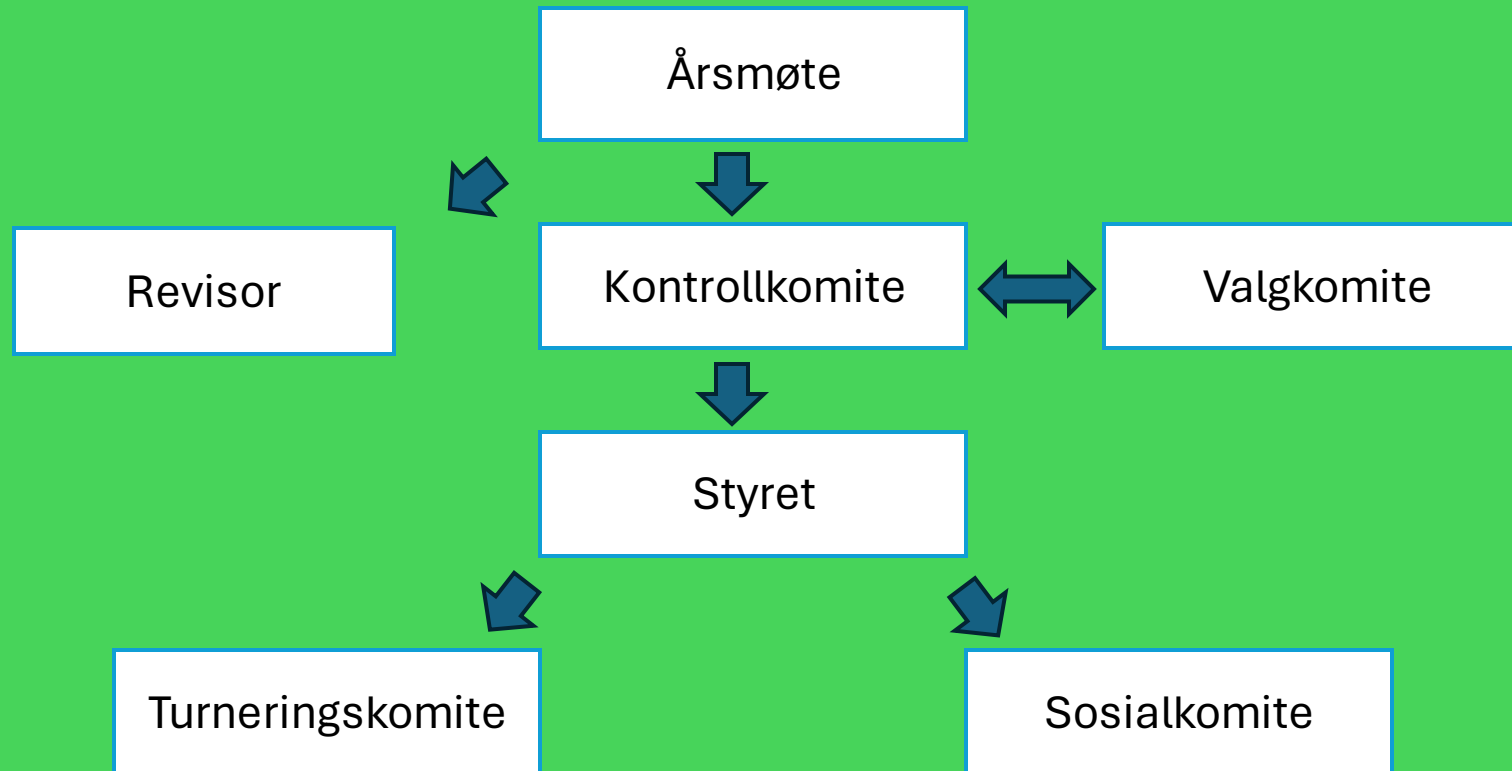 Årsmøte
Revisor
Kontrollkomite
Valgkomite
Styret
Turneringskomite
Sosialkomite